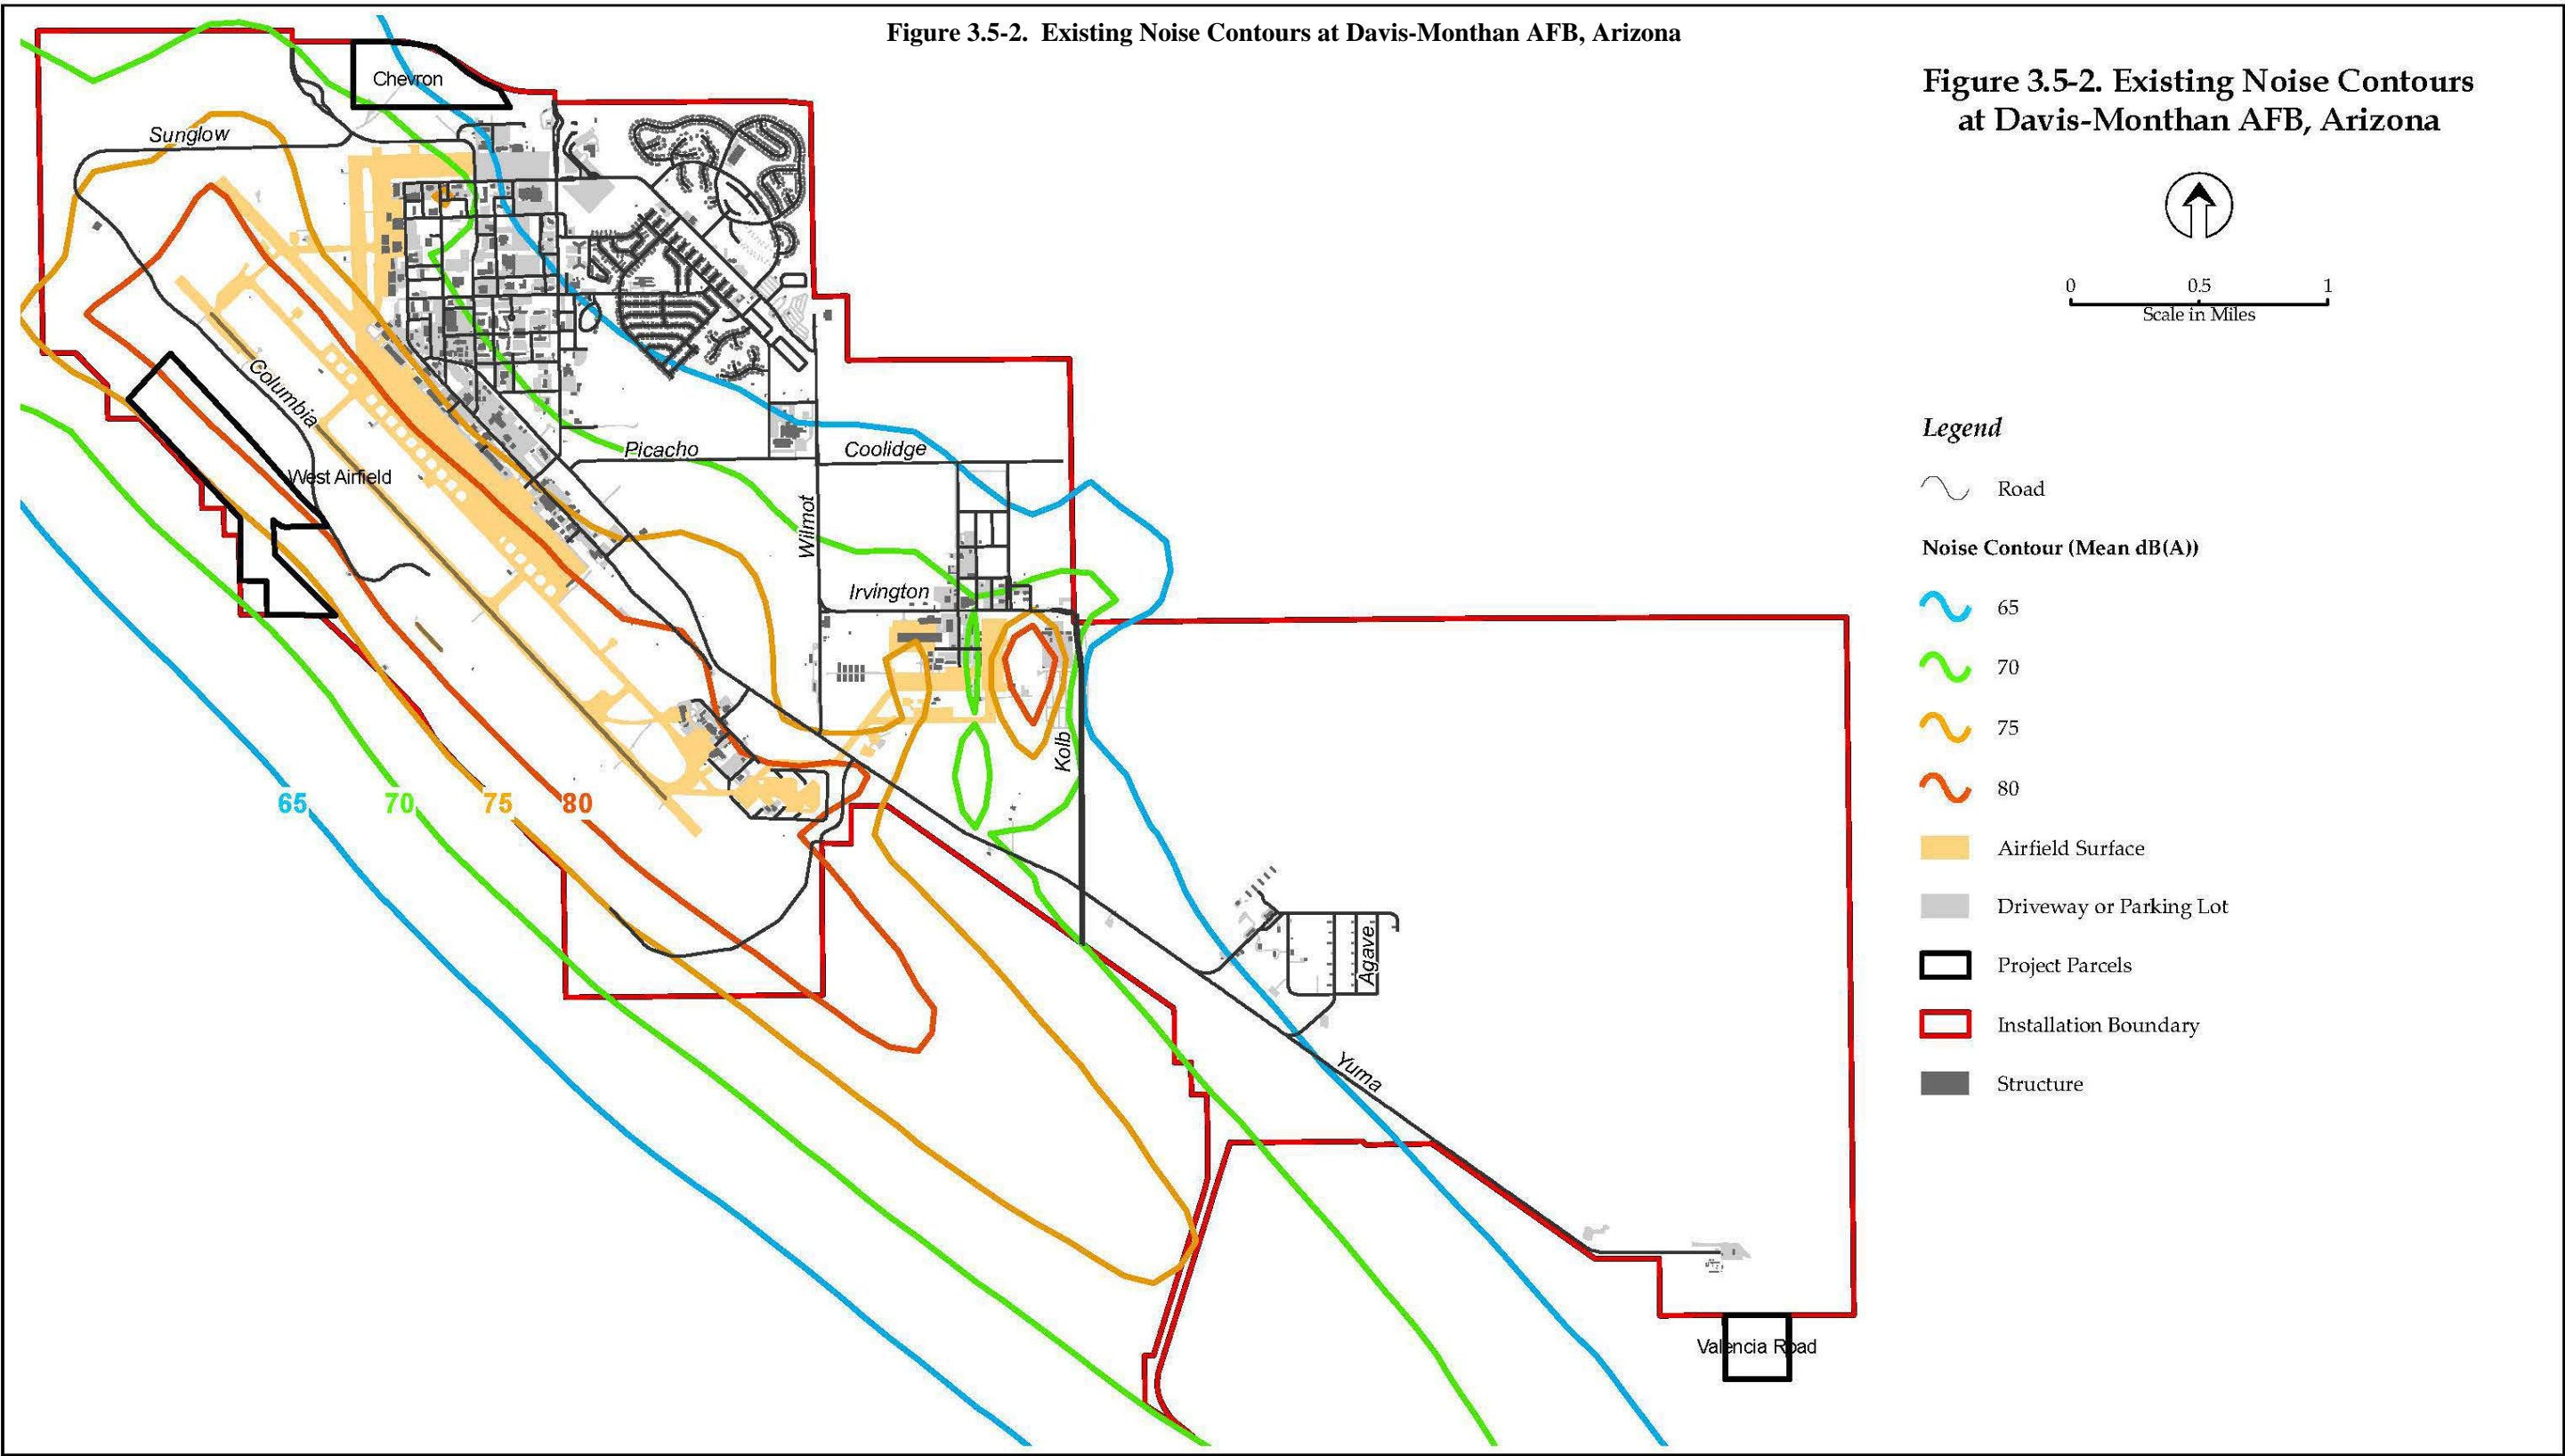 Figure 3.5-2. Existing Noise Contours at Davis-Monthan AFB, Arizona
Figure 3.5-2. Existing Noise Contours
at Davis-Monthan AFB, Arizona
0 0.5 1
Scale in Miles
Legend
Road
Noise Contour (Mean dB(A))
65
70
75
80
Airfield Surface
Driveway or Parking Lot
Project Parcels
Installation Boundary
Structure
Chevron
Sunglow
Columbia
West Airfield
Picacho
Coolidge
Wilmot
Irvington
Kolb
65
70
75
80
Agave
Yuma
Valencia Road